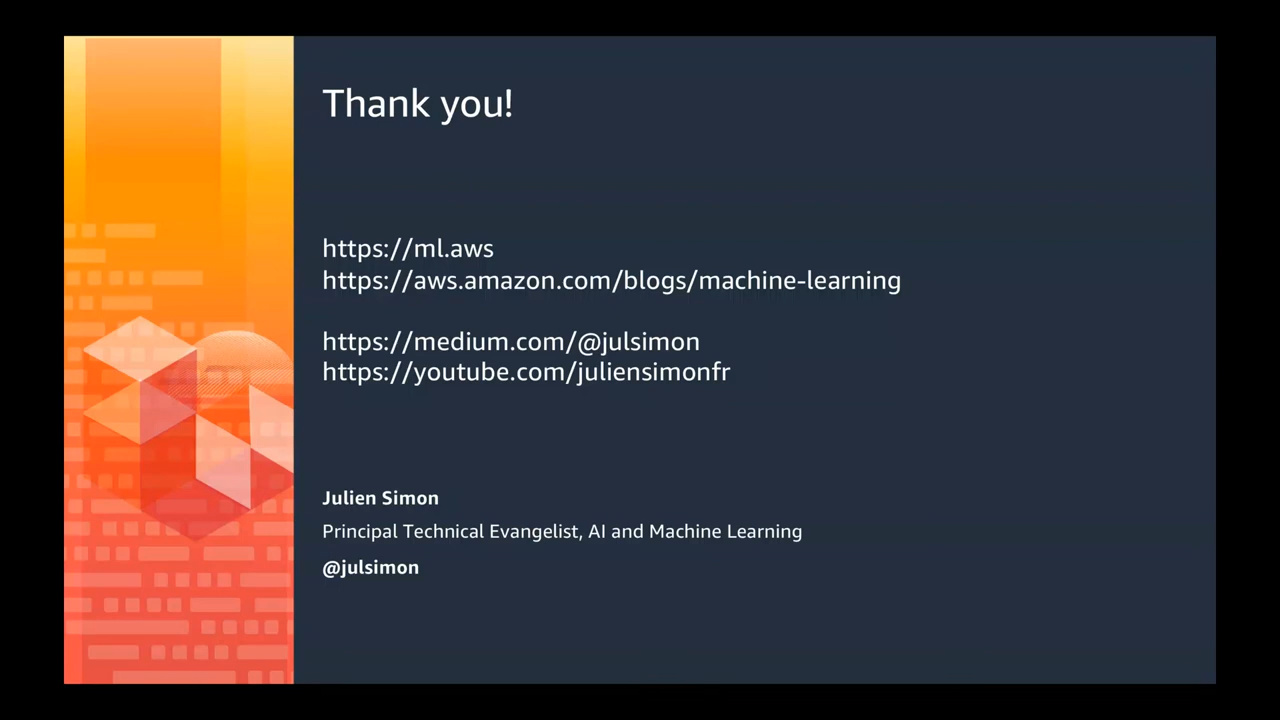 Thank you!
https://ml.aws
https://aws.amazon.com/blogs/machine-learning
https://medium.com/@julsimon
https://youtube.com/juliensimonfr
Julien Simon
Principal Technical Evangelist, AI and Machine Learning
@julsimon